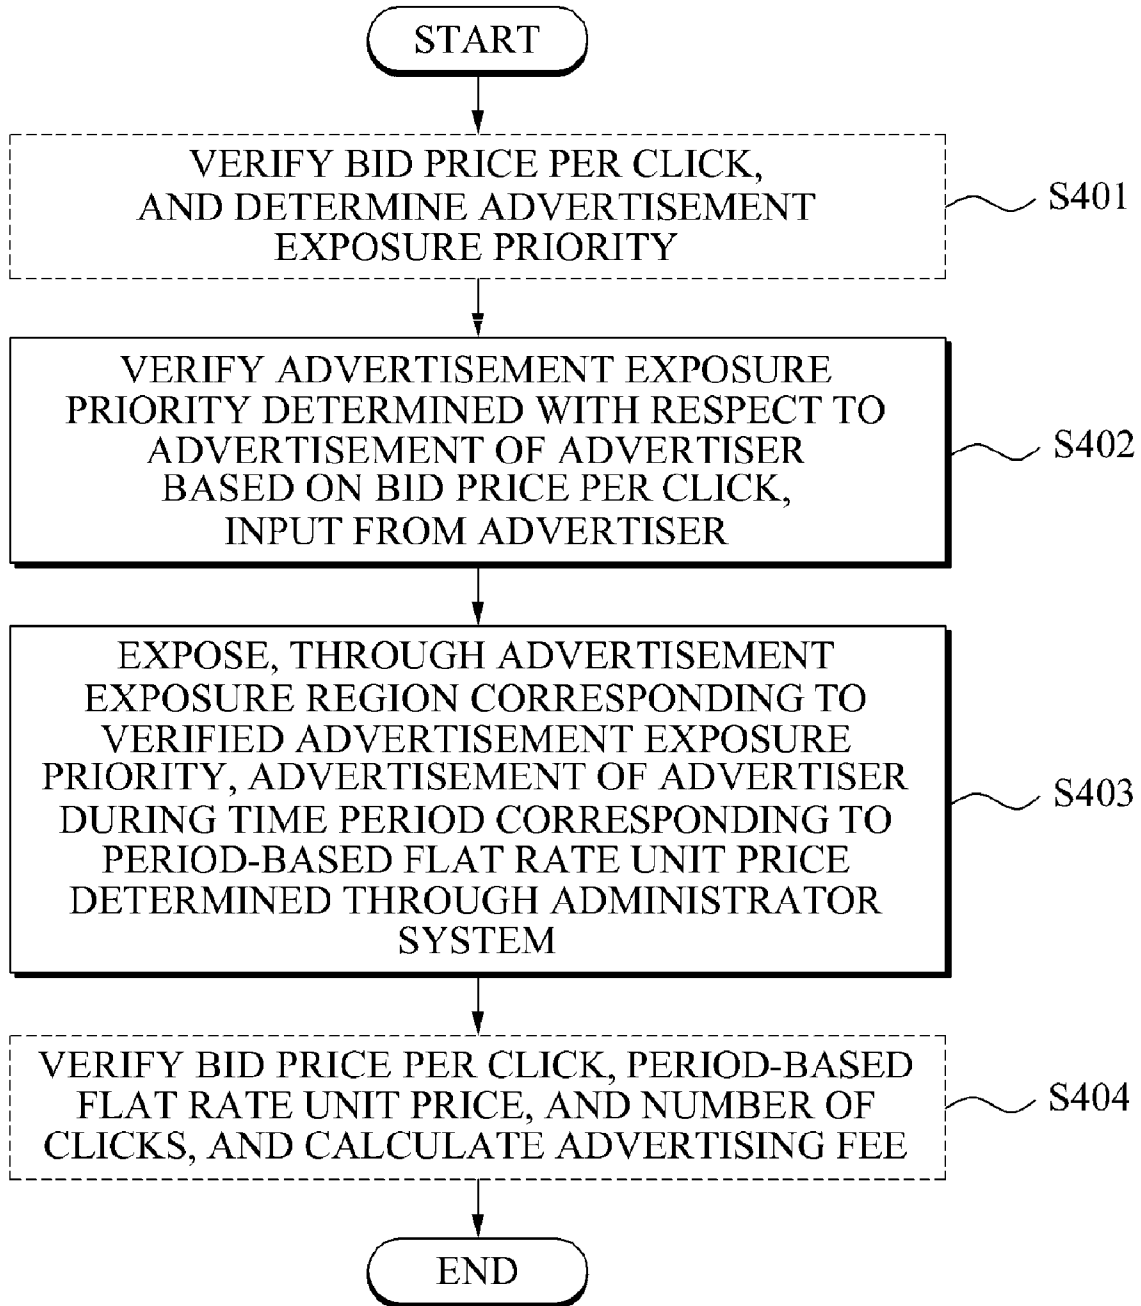 START
VERIFY BID PRICE PER CLICK,
AND DETERMINE ADVERTISEMENT
EXPOSURE PRIORITY
S401
VERIFY ADVERTISEMENT EXPOSURE
PRIORITY DETERMINED WITH RESPECT TO
ADVERTISEMENT OF ADVERTISER
BASED ON BID PRICE PER CLICK,
INPUT FROM ADVERTISER
S402
EXPOSE, THROUGH ADVERTISEMENT
EXPOSURE REGION CORRESPONDING TO
VERIFIED ADVERTISEMENT EXPOSURE
PRIORITY, ADVERTISEMENT OF ADVERTISER
DURING TIME PERIOD CORRESPONDING TO
PERIOD-BASED FLAT RATE UNIT PRICE
DETERMINED THROUGH ADMINISTRATOR
SYSTEM
S403
VERIFY BID PRICE PER CLICK, PERIOD-BASED
FLAT RATE UNIT PRICE, AND NUMBER OF
CLICKS, AND CALCULATE ADVERTISING FEE
S404
END